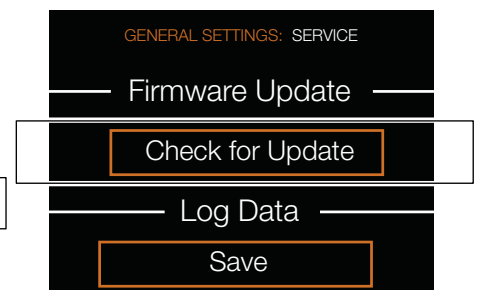 GENERAL SETTINGS: SERVICE
Firmware Update
Check for Update
Log Data
Save